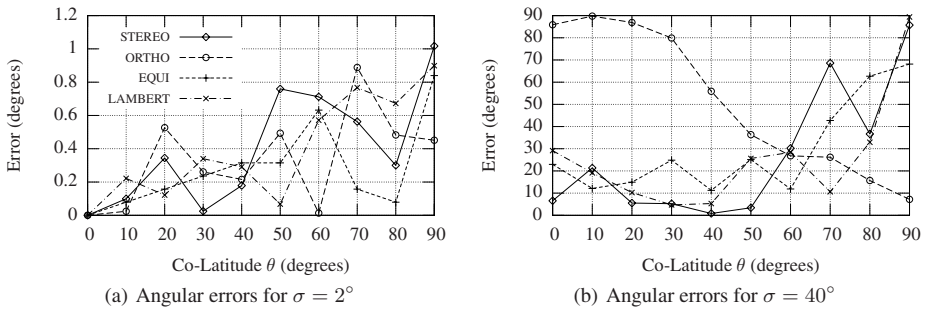 1.2
1
0.8
0.6
0.4
0.2
0
Error (degrees)
STEREO
ORTHO
EQUI
LAMBERT
0 10 20 30 40 50 60 70 80 90
Co-Latitude θ (degrees)
(a) Angular errors for σ = 2°
90
80
70
60
50
40
30
20
10
0
Error (degrees)
0 10 20 30 40 50 60 70 80 90
Co-Latitude θ (degrees)
(b) Angular errors for σ = 40°